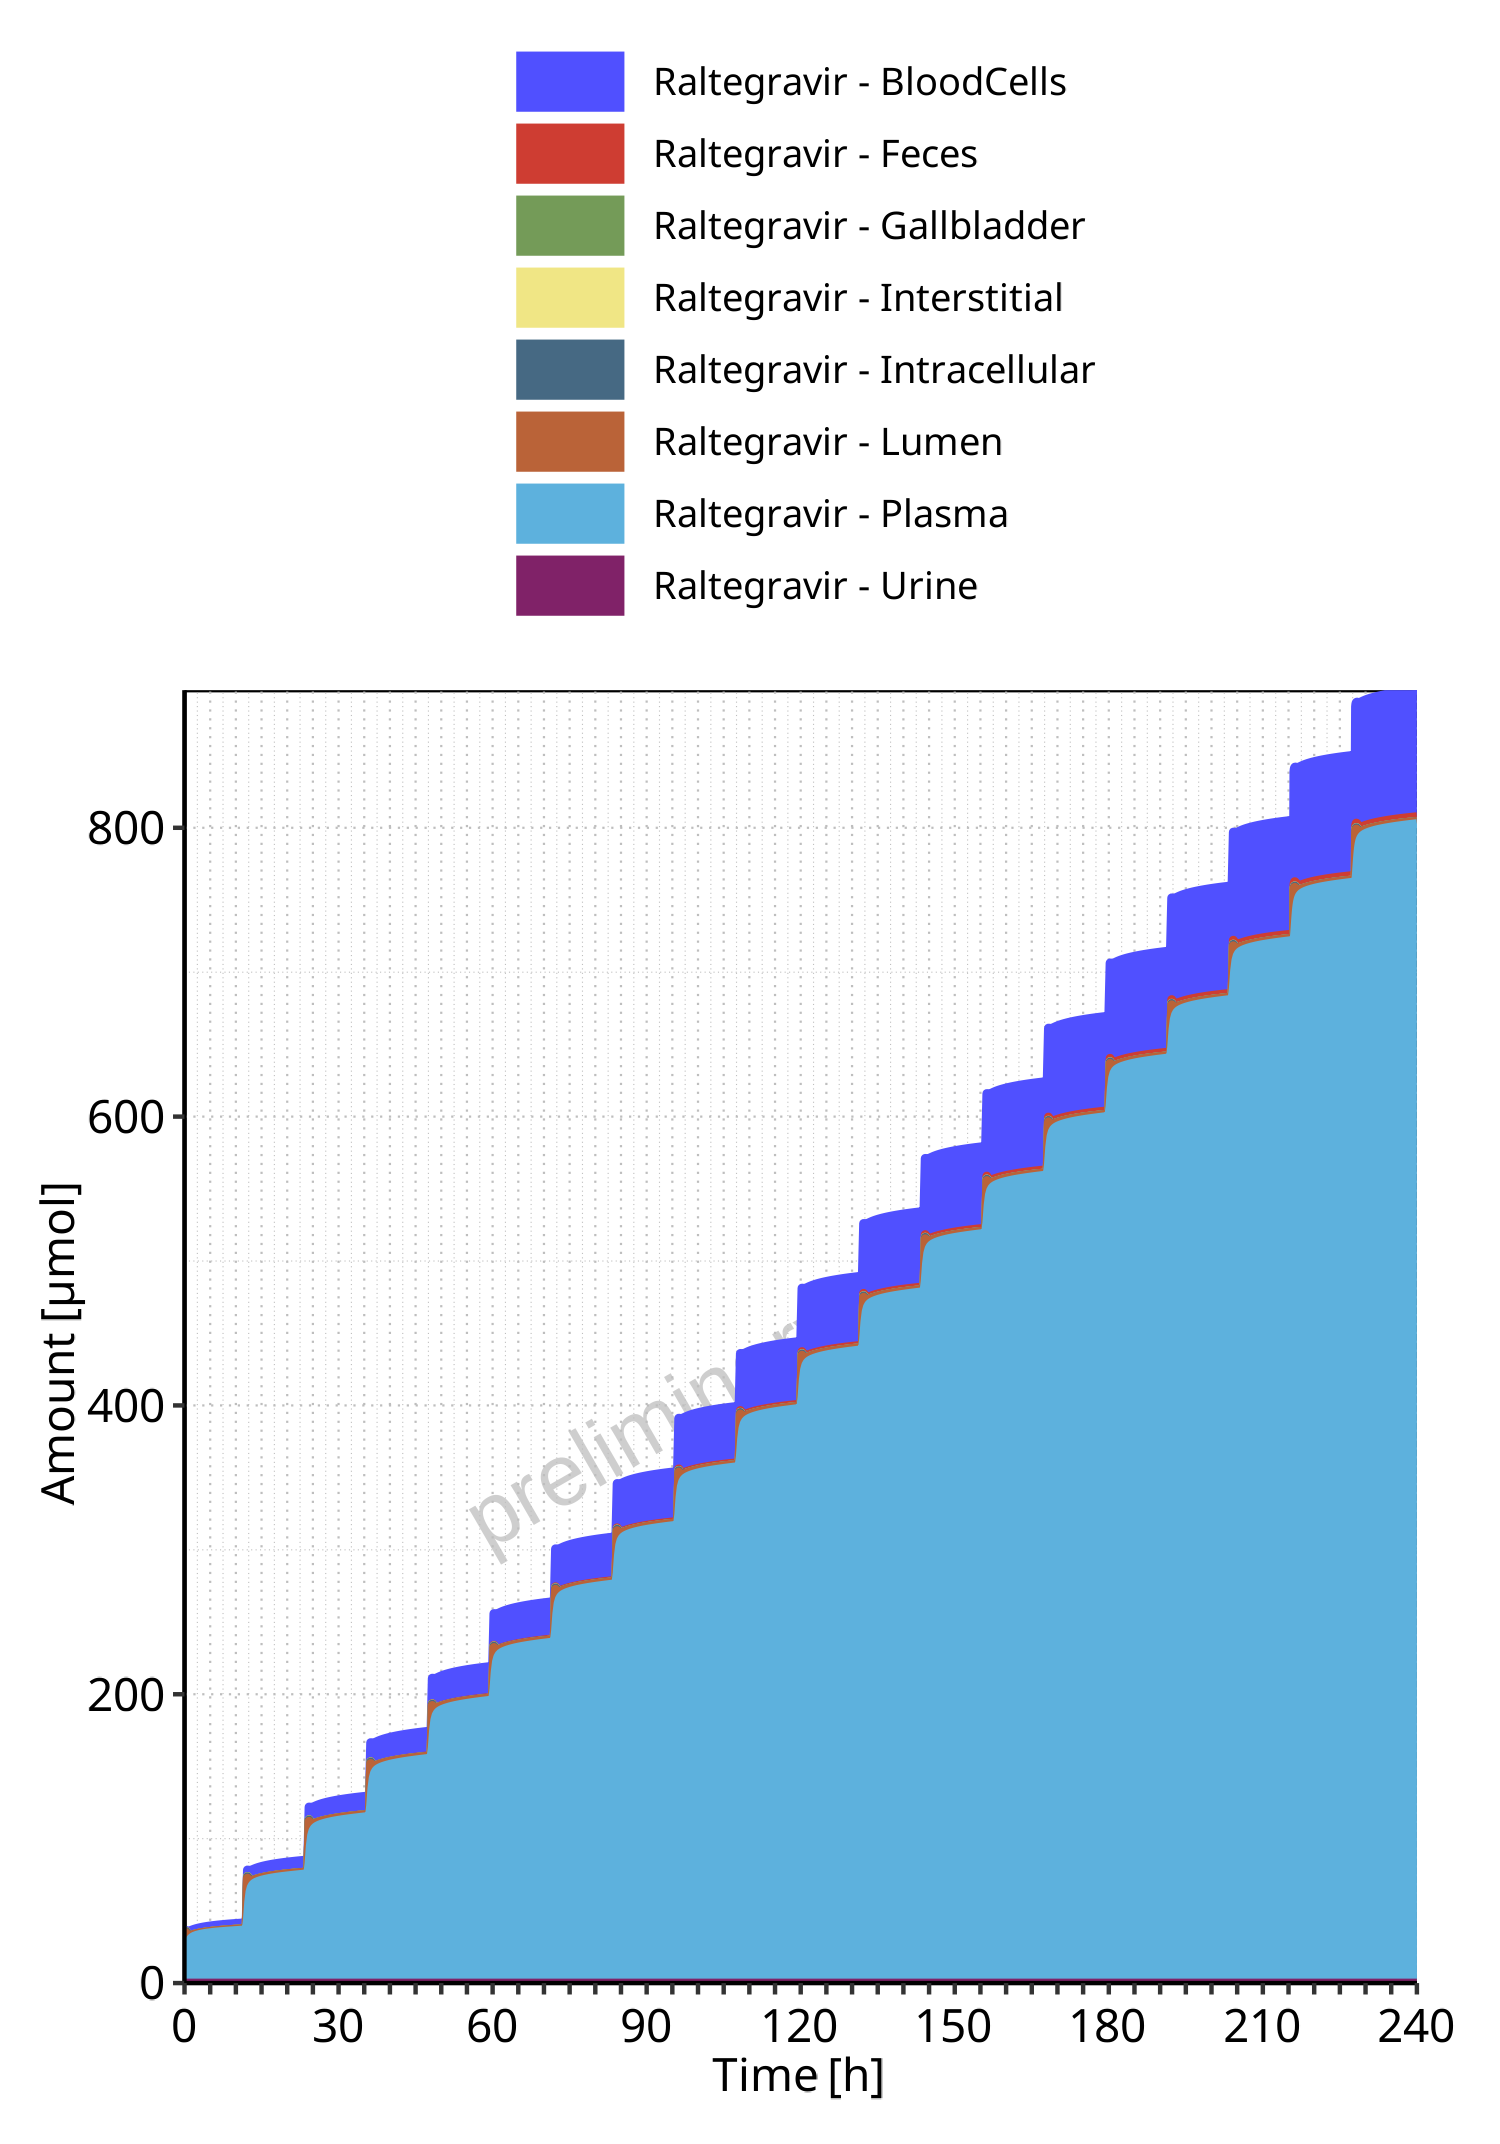 Raltegravir - BloodCells
Raltegravir - Feces
Raltegravir - Gallbladder
Raltegravir - Interstitial
Raltegravir - Intracellular
Raltegravir - Lumen
Raltegravir - Plasma
Raltegravir - Urine
Amount [µmol]
800
600
400
200
0
0 30 60 90 120 150 180 210 240
Time [h]